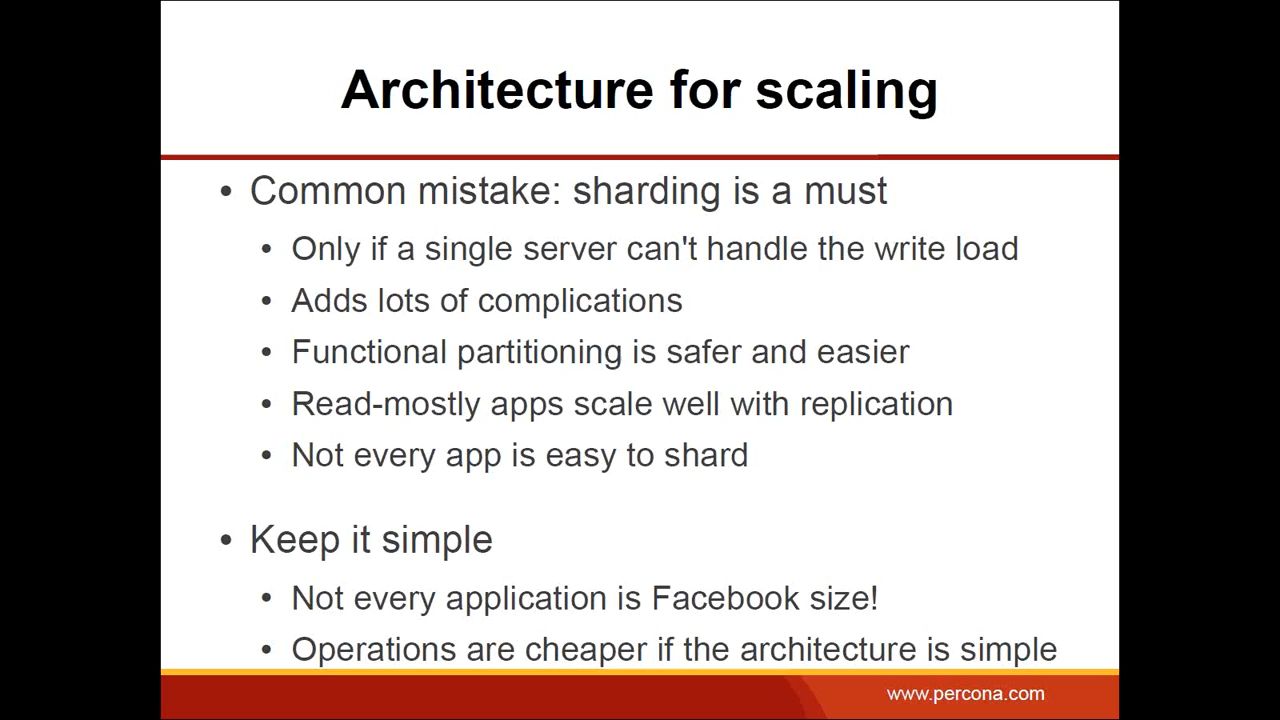 Architecture for scaling
• Common mistake: sharding is a must
• Only if a single server can't handle the write load
• Adds lots of complications
• Functional partitioning is safer and easier
• Read-mostly apps scale well with replication
• Not every app is easy to shard
• Keep it simple
• Not every application is Facebook size!
• Operations are cheaper if the architecture is simple
www.percona.com